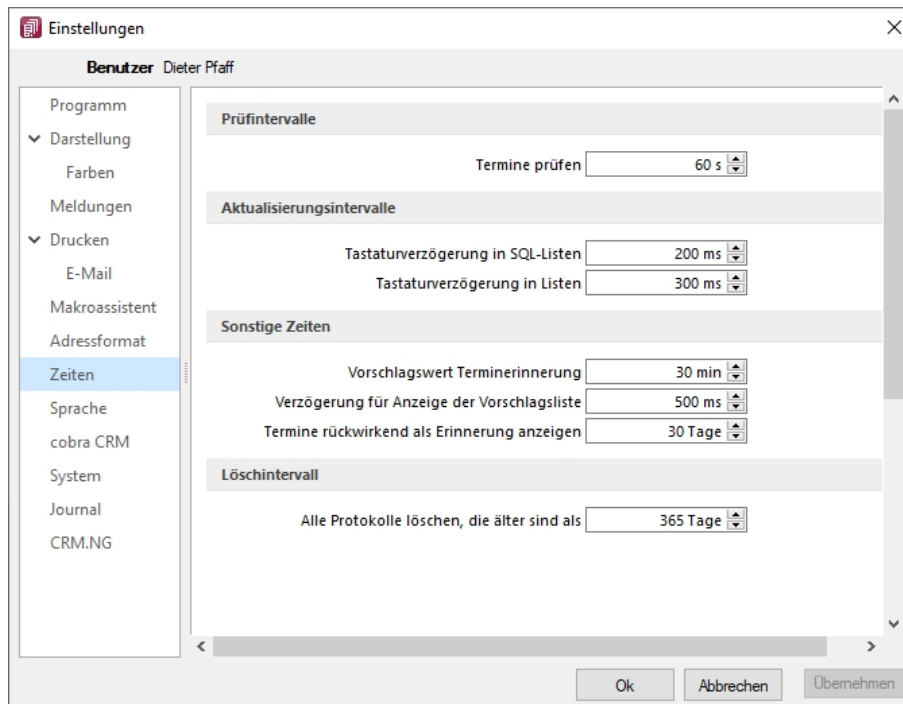 Einstellungen
Benutzer Dieter Pfaff
Programm
Darstellung
Farben
Meldungen
Drucken
E-Mail
Makroassistent
Adressformat
Zeiten
Sprache
cobra CRM
System
Journal
CRM.NG
Prüfintervalle
Termine prüfen 60 s
Aktualisierungsintervalle
Tastaturverzögerung in SQL-Listen 200 ms
Tastaturverzögerung in Listen 300 ms
Sonstige Zeiten
Vorschlagswert Terminerinnerung 30 min
Verzögerung für Anzeige der Vorschlagsliste 500 ms
Termine rückwirkend als Erinnerung anzeigen 30 Tage
Löschintervall
Alle Protokolle löschen, die älter sind als 365 Tage
Ok Abbrechen Übernehmen